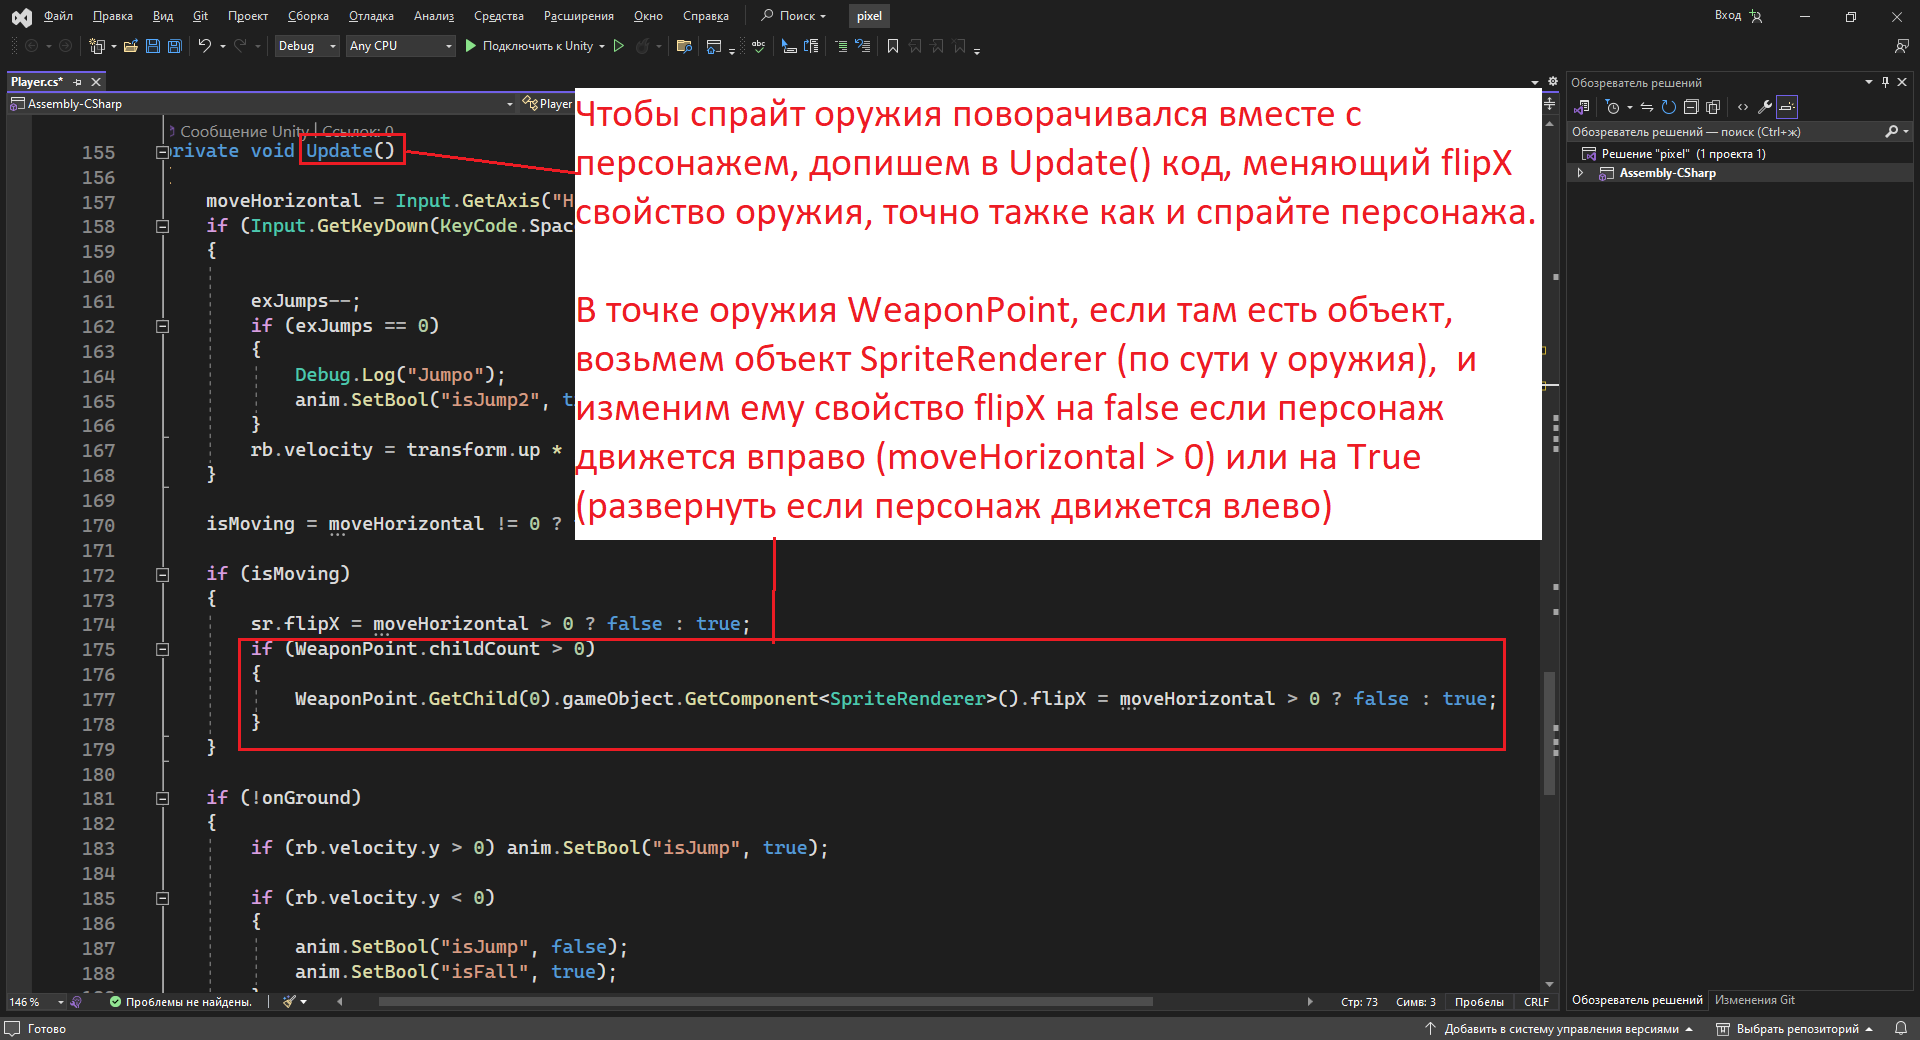 Файл Правка Вид Git Проект Сборка Отладка Анализ Средства Расширения Окно Справка Поиск pixel Вход
Debug Any CPU Подключить к Unity
Player.cs*
Assembly-CSharp Player
Сообщение Unity | Ссылок: 0
155 private void Update()
156
157 moveHorizontal = Input.GetAxis("H
158 if (Input.GetKeyDown(KeyCode.Spac
159 {
160
161 exJumps--;
162 if (exJumps == 0)
163 {
164 Debug.Log("Jumpo");
165 anim.SetBool("isJump2", t
166 }
167 rb.velocity = transform.up *
168 }
169
170 isMoving = moveHorizontal != 0 ?
171
172 if (isMoving)
173 {
174 sr.flipX = moveHorizontal > 0 ? false : true;
175 if (WeaponPoint.childCount > 0)
176 {
177 WeaponPoint.GetChild(0).gameObject.GetComponent<SpriteRenderer>().flipX = moveHorizontal > 0 ? false : true;
178 }
179 }
180
181 if (!onGround)
182 {
183 if (rb.velocity.y > 0) anim.SetBool("isJump", true);
184
185 if (rb.velocity.y < 0)
186 {
187 anim.SetBool("isJump", false);
188 anim.SetBool("isFall", true);
Чтобы спрайт оружия поворачивался вместе с
персонажем, допишем в Update() код, меняющий flipX
свойство оружия, точно тажке как и спрайте персонажа.
В точке оружия WeaponPoint, если там есть объект,
возьмем объект SpriteRenderer (по сути у оружия), и
изменим ему свойство flipX на false если персонаж
движется вправо (moveHorizontal > 0) или на True
(развернуть если персонаж движется влево)
Обозреватель решений
Обозреватель решений — поиск (Ctrl+ж)
Решение "pixel" (1 проекта 1)
Assembly-CSharp
146 % Проблемы не найдены. Стр: 73 Симв: 3 Пробелы CRLF
Обозреватель решений Изменения Git
Готово Добавить в систему управления версиями Выбрать репозиторий